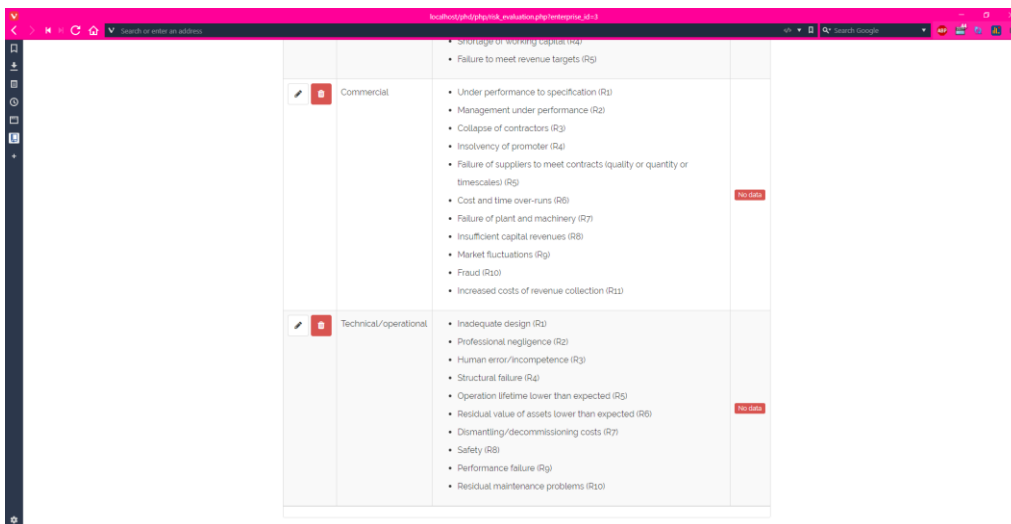 localhost/phd/php/risk_evaluation.php?enterprise_id=3
Search or enter an address
Search Google
Shortage of working capital (R4)
Failure to meet revenue targets (R5)
Commercial
Under performance to specification (R1)
Management under performance (R2)
Collapse of contractors (R3)
Insolvency of promoter (R4)
Failure of suppliers to meet contracts (quality or quantity or
timescales) (R5)
Cost and time over-runs (R6)
Failure of plant and machinery (R7)
Insufficient capital revenues (R8)
Market fluctuations (R9)
Fraud (R10)
Increased costs of revenue collection (R11)
No data
Technical/operational
Inadequate design (R1)
Professional negligence (R2)
Human error/incompetence (R3)
Structural failure (R4)
Operation lifetime lower than expected (R5)
Residual value of assets lower than expected (R6)
Dismantling/decommissioning costs (R7)
Safety (R8)
Performance failure (R9)
Residual maintenance problems (R10)
No data